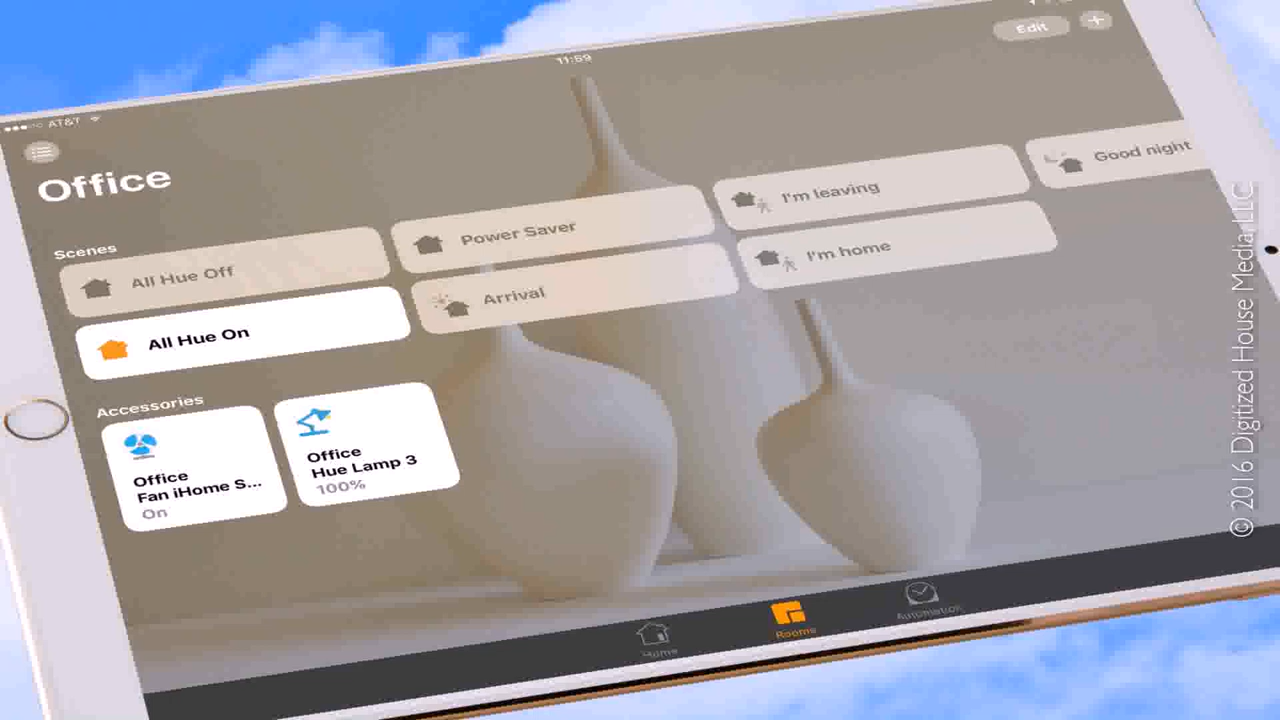 11:59
AT&T
Edit
+
Office
Scenes
All Hue Off
Power Saver
I'm leaving
Good night
All Hue On
Arrival
I'm home
Accessories
Office
Fan iHome S...
On
Office
Hue Lamp 3
100%
Home
Rooms
Automation
© 2016 Digitized House Media, LLC